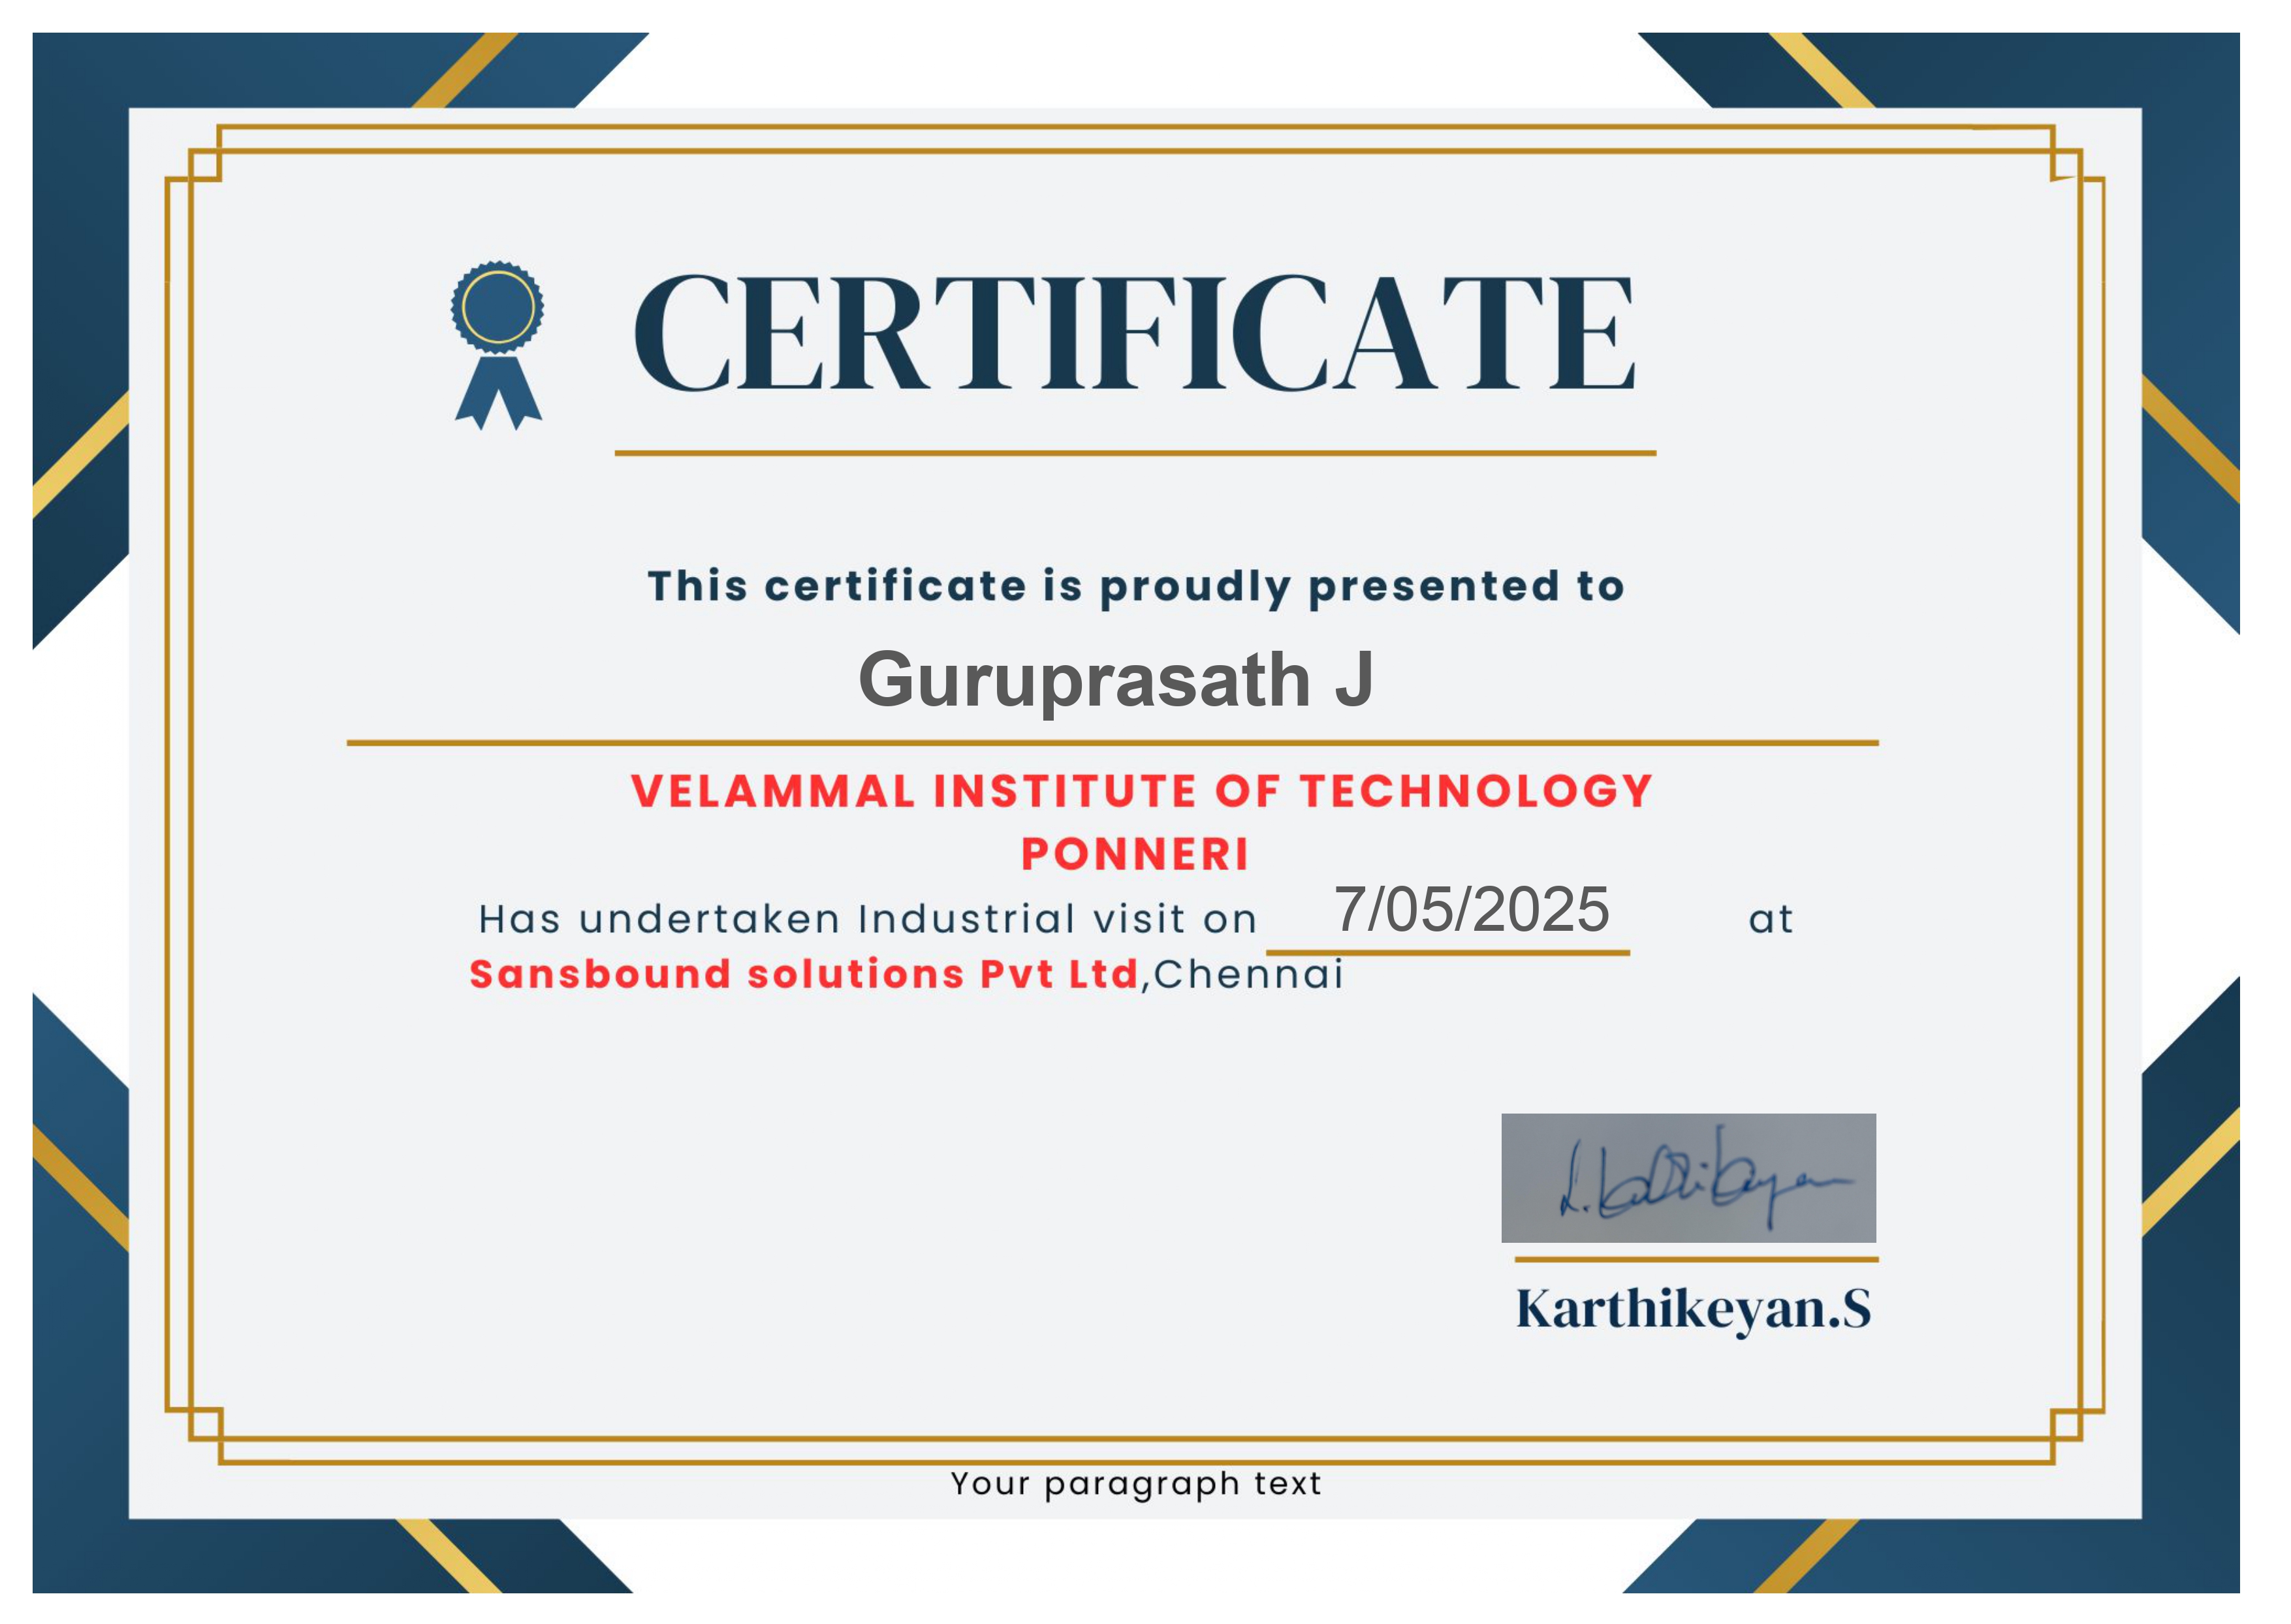 CERTIFICATE
This certificate is proudly presented to
Guruprasath J
VELAMMAL INSTITUTE OF TECHNOLOGY
PONNERI
Has undertaken Industrial visit on 7/05/2025 at
Sansbound solutions Pvt Ltd,Chennai
S.Karthikeyan
Karthikeyan.S
Your paragraph text